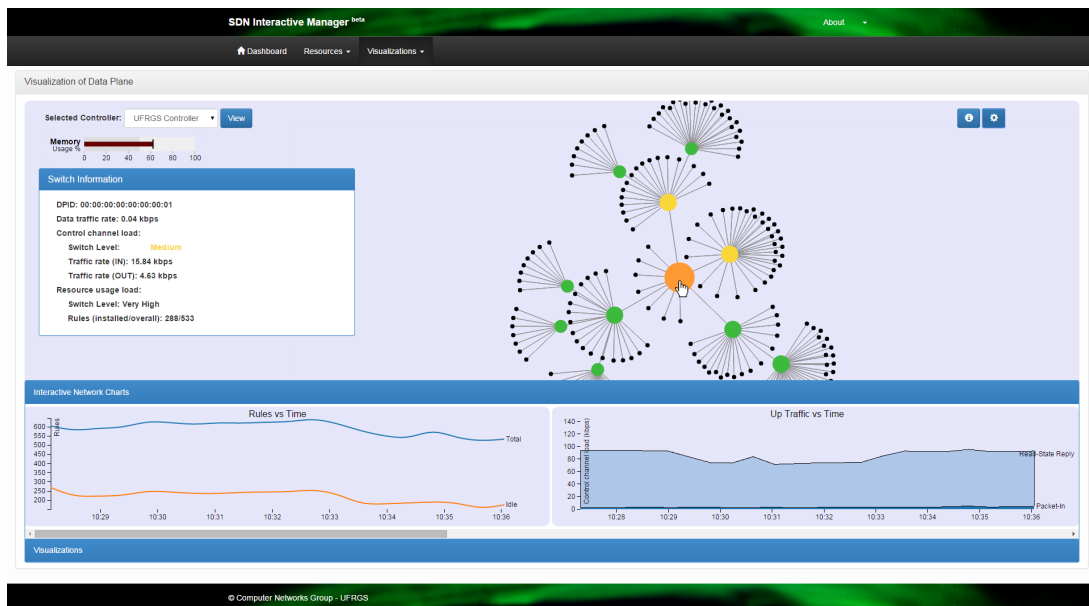 SDN Interactive Manager beta
About
Dashboard Resources Visualizations
Visualization of Data Plane
Selected Controller: UFRGS Controller View
Memory
Usage %
0 20 40 60 80 100
Switch Information
DPID: 00:00:00:00:00:00:00:01
Data traffic rate: 0.04 kbps
Control channel load:
Switch Level: Medium
Traffic rate (IN): 15.84 kbps
Traffic rate (OUT): 4.63 kbps
Resource usage load:
Switch Level: Very High
Rules (installed/overall): 288/533
Interactive Network Charts
Rules vs Time
Rules
600
550
500
450
400
350
300
250
200
Total
Idle
10:29 10:30 10:31 10:32 10:33 10:34 10:35 10:36
Up Traffic vs Time
Control channel load (kbps)
140
120
100
80
60
40
20
0
Read-State Reply
Packet-In
10:28 10:29 10:30 10:31 10:32 10:33 10:34 10:35 10:36
Visualizations
© Computer Networks Group - UFRGS